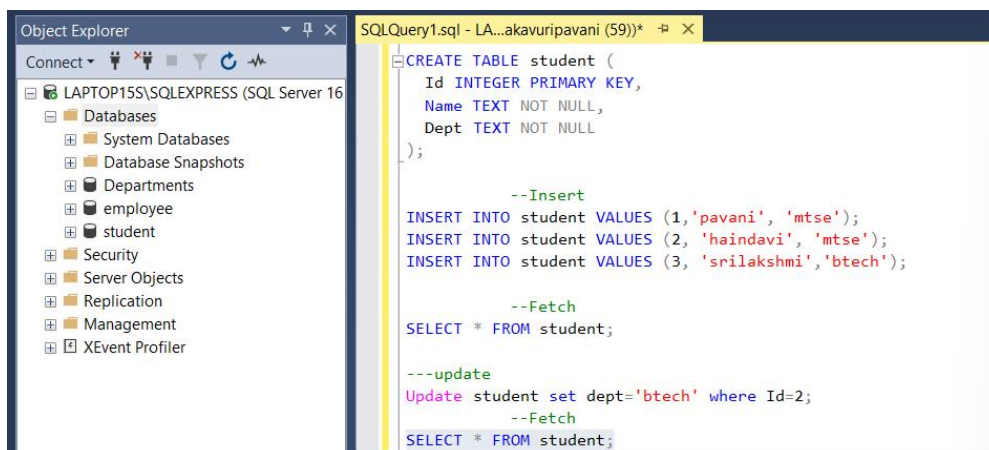 Object Explorer
Connect
LAPTOP15S\SQLEXPRESS (SQL Server 16
Databases
System Databases
Database Snapshots
Departments
employee
student
Security
Server Objects
Replication
Management
XEvent Profiler
SQLQuery1.sql - LA...akavuripavani (59))*
CREATE TABLE student (
Id INTEGER PRIMARY KEY,
Name TEXT NOT NULL,
Dept TEXT NOT NULL
);
--Insert
INSERT INTO student VALUES (1,'pavani', 'mtse');
INSERT INTO student VALUES (2, 'haindavi', 'mtse');
INSERT INTO student VALUES (3, 'srilakshmi','btech');
--Fetch
SELECT * FROM student;
---update
Update student set dept='btech' where Id=2;
--Fetch
SELECT * FROM student;